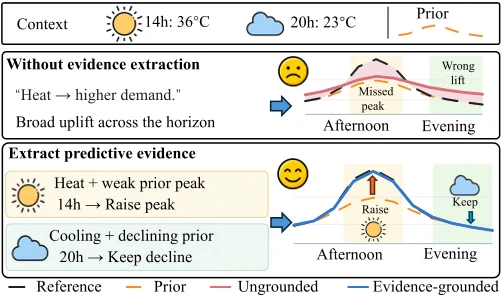 Context
14h: 36°C
20h: 23°C
Prior
Without evidence extraction
“Heat → higher demand.”
Broad uplift across the horizon
Missed
peak
Wrong
lift
Afternoon
Evening
Extract predictive evidence
Heat + weak prior peak
14h → Raise peak
Cooling + declining prior
20h → Keep decline
Raise
Keep
Afternoon
Evening
Reference
Prior
Ungrounded
Evidence-grounded